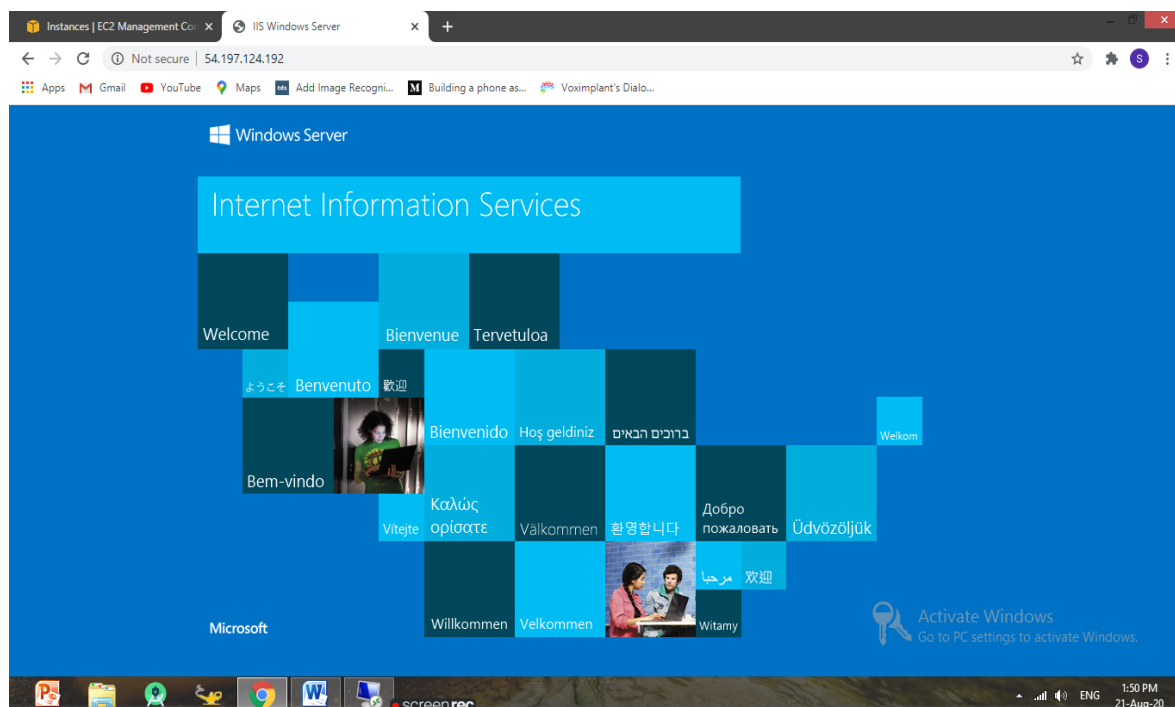 Instances | EC2 Management Cor
IIS Windows Server
Not secure | 54.197.124.192
S
Apps
Gmail
YouTube
Maps
tds
Add Image Recogni...
M
Building a phone as...
Voximplant's Dialo...
Windows Server
Internet Information Services
Welcome
Bienvenue
Tervetuloa
ようこそ
Benvenuto
歡迎
Bienvenido
Hoş geldiniz
ברוכים הבאים
Welkom
Bem-vindo
Vítejte
Καλώς
ορίσατε
Välkommen
환영합니다
Добро
пожаловать
Üdvözöljük
مرحبا
欢迎
Microsoft
Willkommen
Velkommen
Witamy
Activate Windows
Go to PC settings to activate Windows.
screenrec
ENG
1:50 PM
21-Aug-20